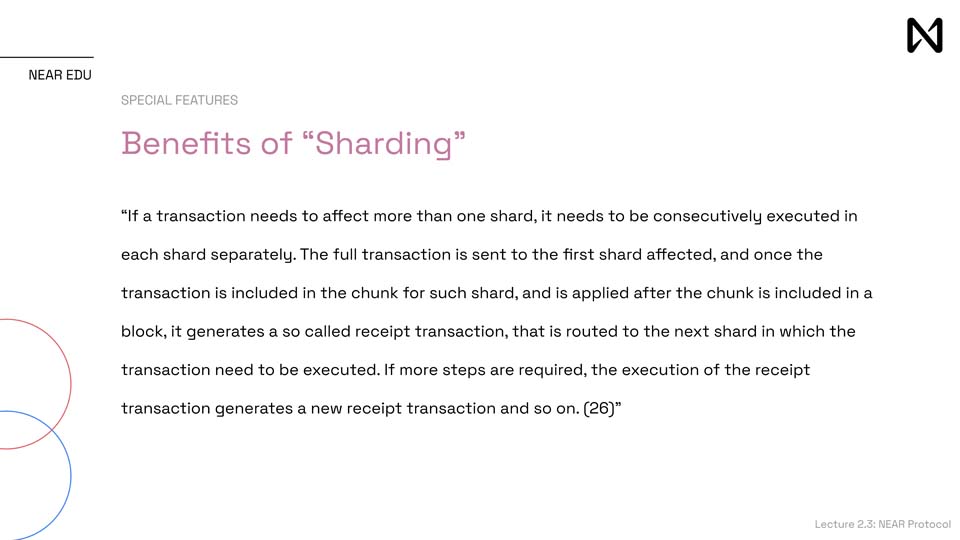 NEAR EDU
SPECIAL FEATURES
Benefits of “Sharding”
“If a transaction needs to affect more than one shard, it needs to be consecutively executed in
each shard separately. The full transaction is sent to the first shard affected, and once the
transaction is included in the chunk for such shard, and is applied after the chunk is included in a
block, it generates a so called receipt transaction, that is routed to the next shard in which the
transaction need to be executed. If more steps are required, the execution of the receipt
transaction generates a new receipt transaction and so on. (26)”
Lecture 2.3: NEAR Protocol